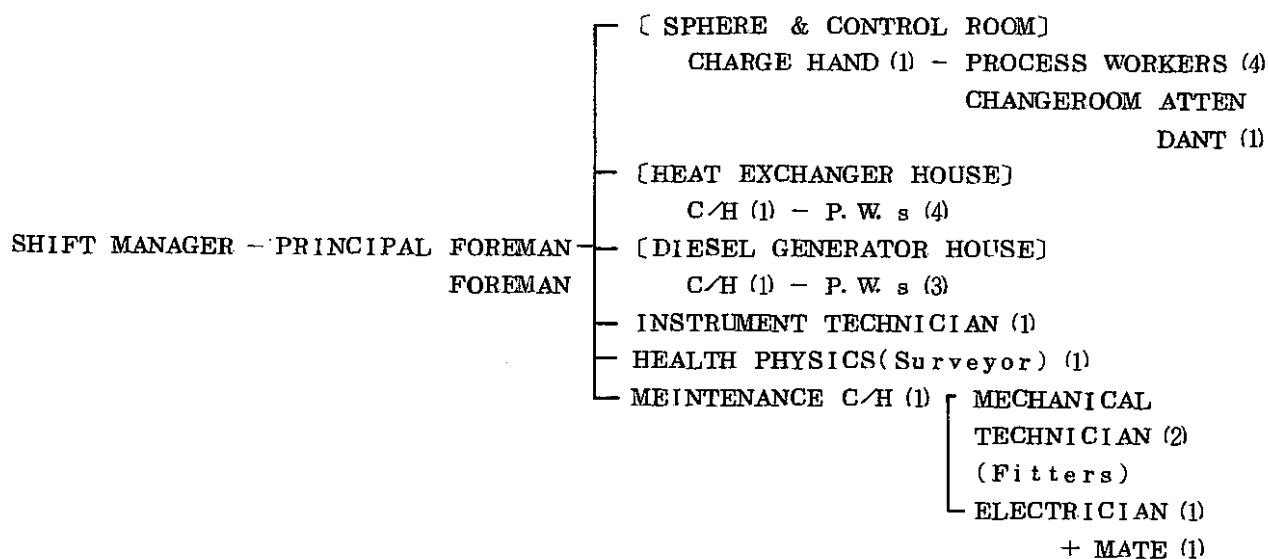 〔 SPHERE & CONTROL ROOM〕
CHARGE HAND (1) - PROCESS WORKERS (4)
CHANGEROOM ATTEN
DANT (1)
〔HEAT EXCHANGER HOUSE〕
C/H (1) - P. W. s (4)
SHIFT MANAGER - PRINCIPAL FOREMAN
〔DIESEL GENERATOR HOUSE〕
FOREMAN
C/H (1) - P. W. s (3)
INSTRUMENT TECHNICIAN (1)
HEALTH PHYSICS(Surveyor) (1)
MEINTENANCE C/H (1)
MECHANICAL
TECHNICIAN (2)
(Fitters)
ELECTRICIAN (1)
+ MATE (1)